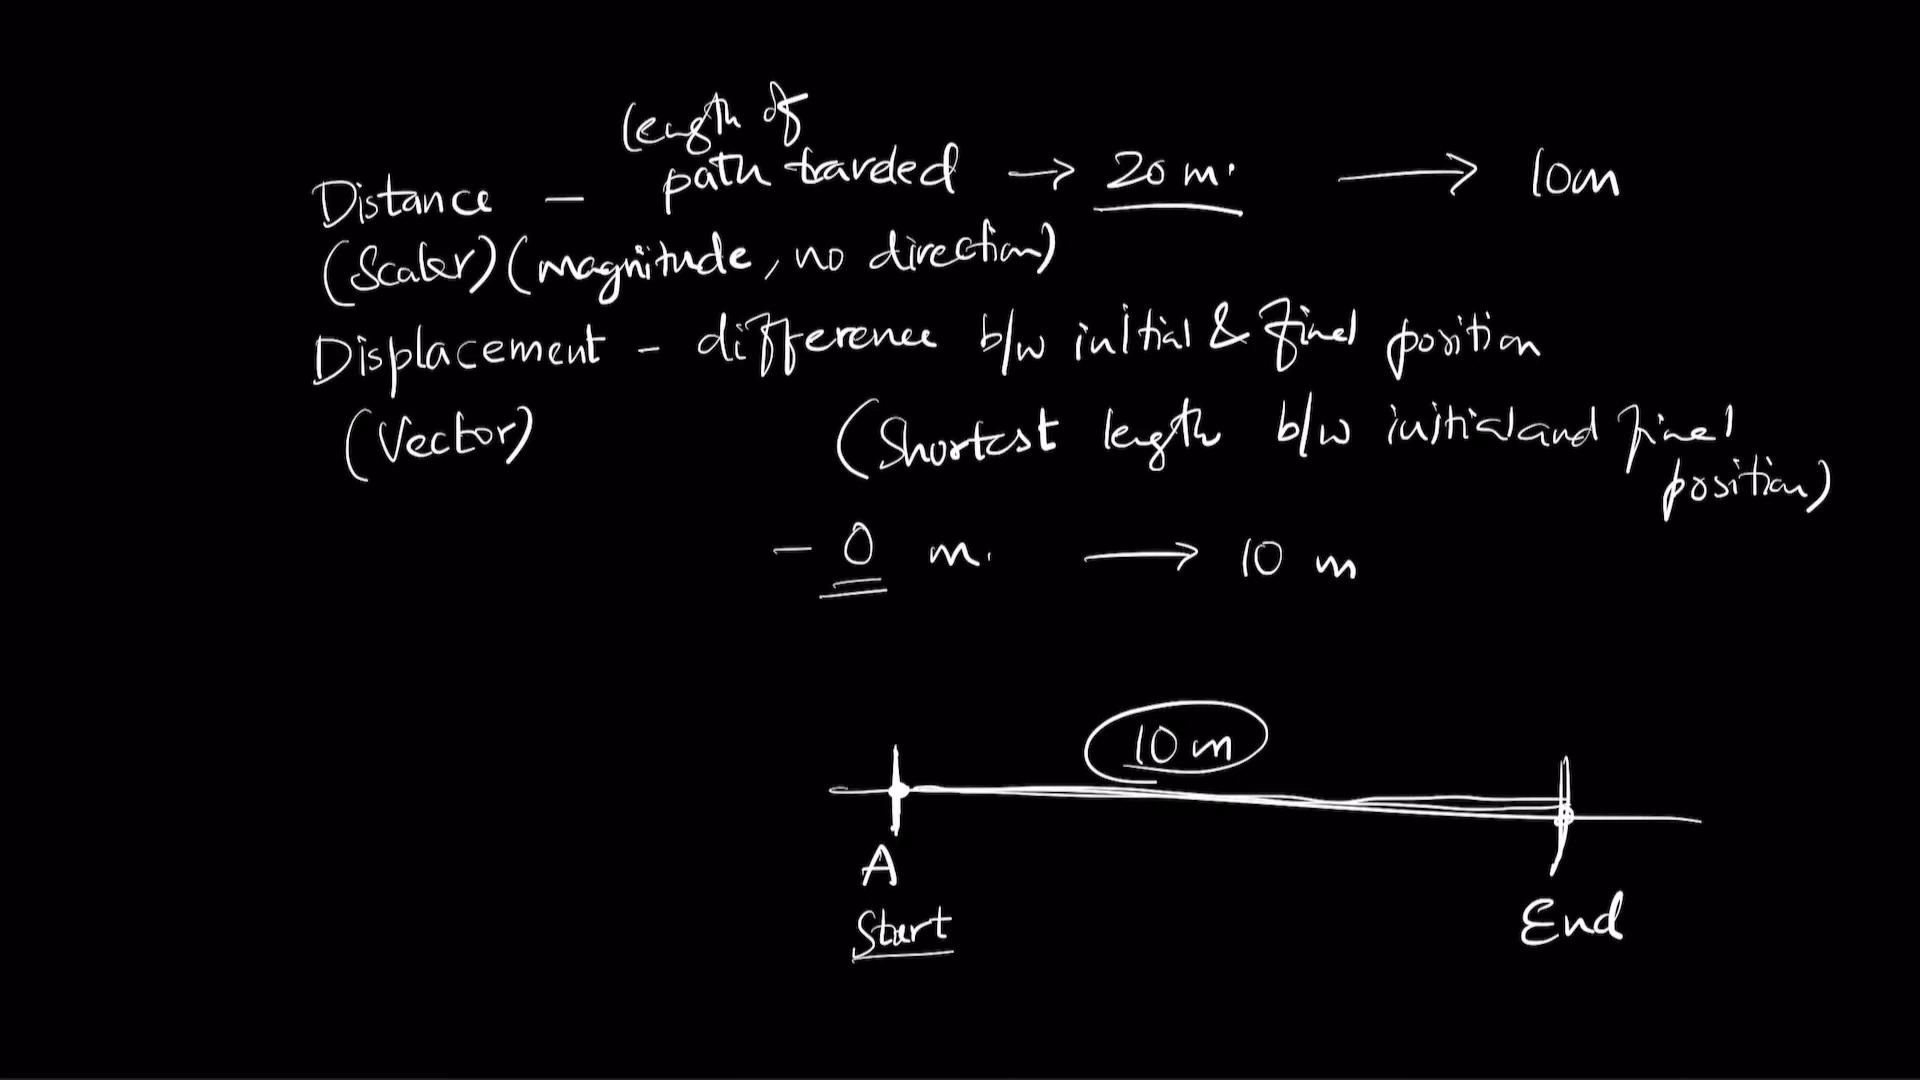 (length of
Distance - path traveled → 20 m. → 10m
(Scaler) (magnitude, no direction)
Displacement - difference b/w initial & final position
(Vector) (Shortest length b/w initial and final
position)
- 0 m. → 10 m
10 m
A
Start
End